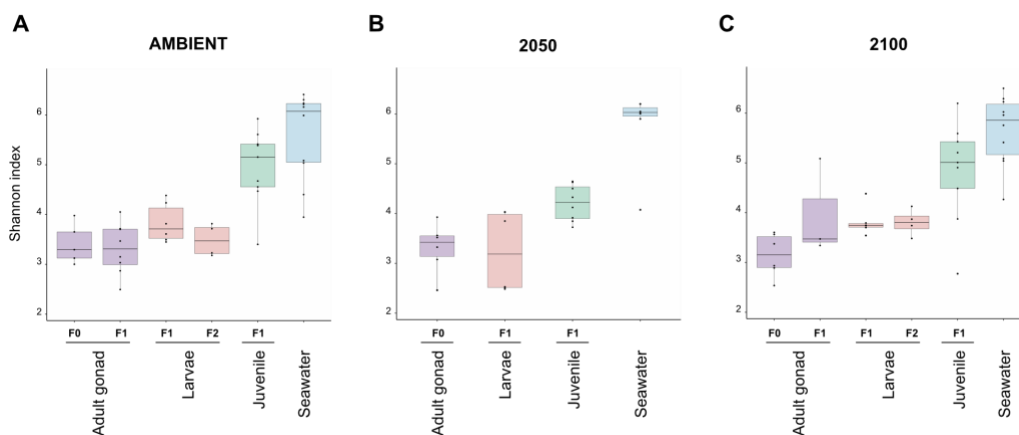 A
AMBIENT
Shannon index
6
5
4
3
2
F0
F1
F1
F2
F1
Adult gonad
Larvae
Juvenile
Seawater
B
2050
6
5
4
3
2
F0
F1
F1
Adult gonad
Larvae
Juvenile
Seawater
C
2100
6
5
4
3
2
F0
F1
F1
F2
F1
Adult gonad
Larvae
Juvenile
Seawater